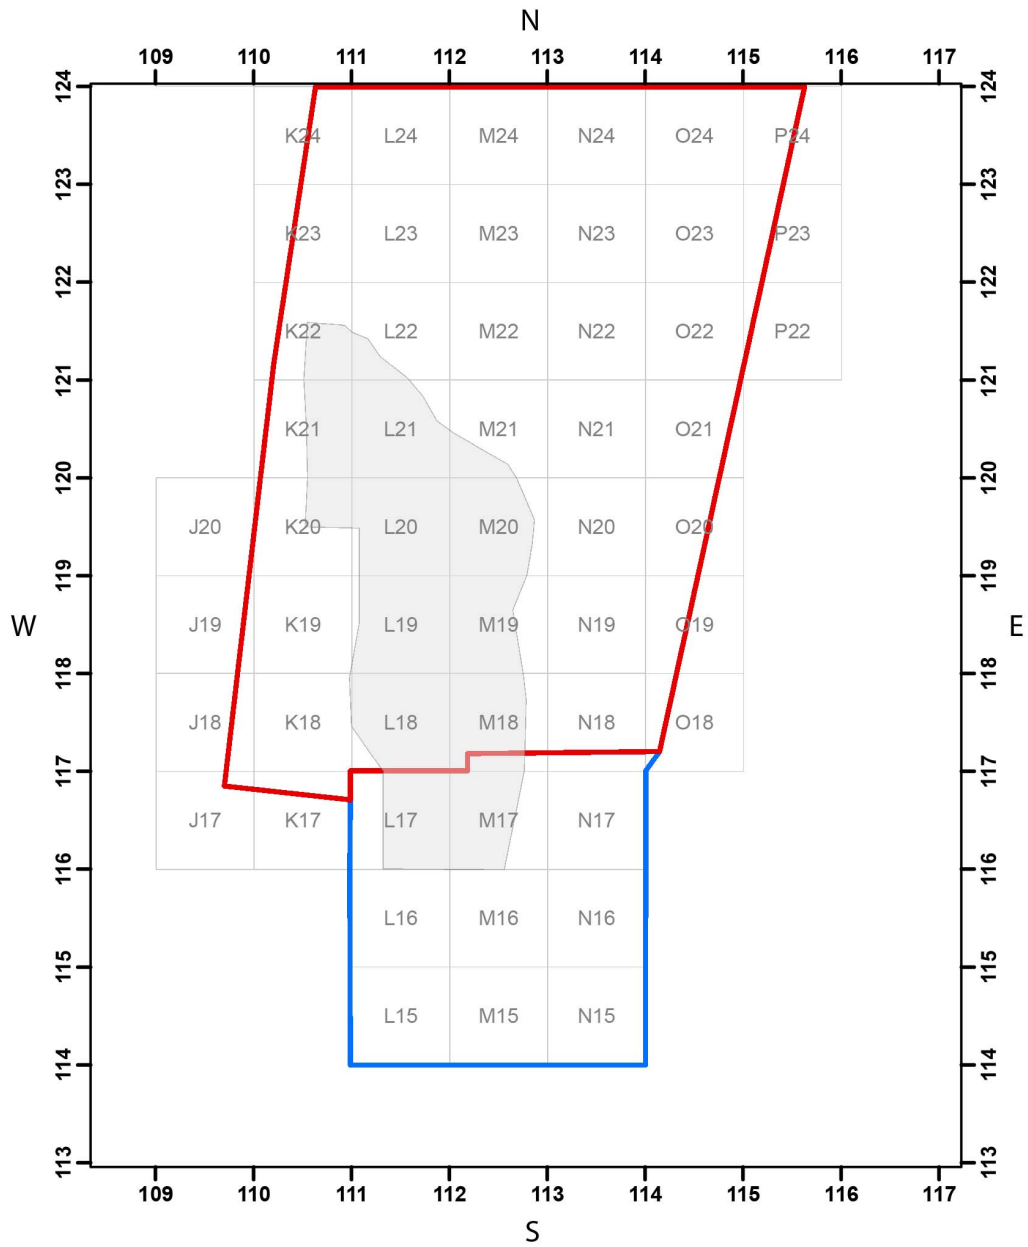 N
109 110 111 112 113 114 115 116 117
124 124
K24 L24 M24 N24 O24 P24
123 123
K23 L23 M23 N23 O23 P23
122 122
K22 L22 M22 N22 O22 P22
121 121
K21 L21 M21 N21 O21
120 120
J20 K20 L20 M20 N20 O20
119 119
W J19 K19 L19 M19 N19 O19 E
118 118
J18 K18 L18 M18 N18 O18
117 117
J17 K17 L17 M17 N17
116 116
L16 M16 N16
115 115
L15 M15 N15
114 114
113 113
109 110 111 112 113 114 115 116 117
S